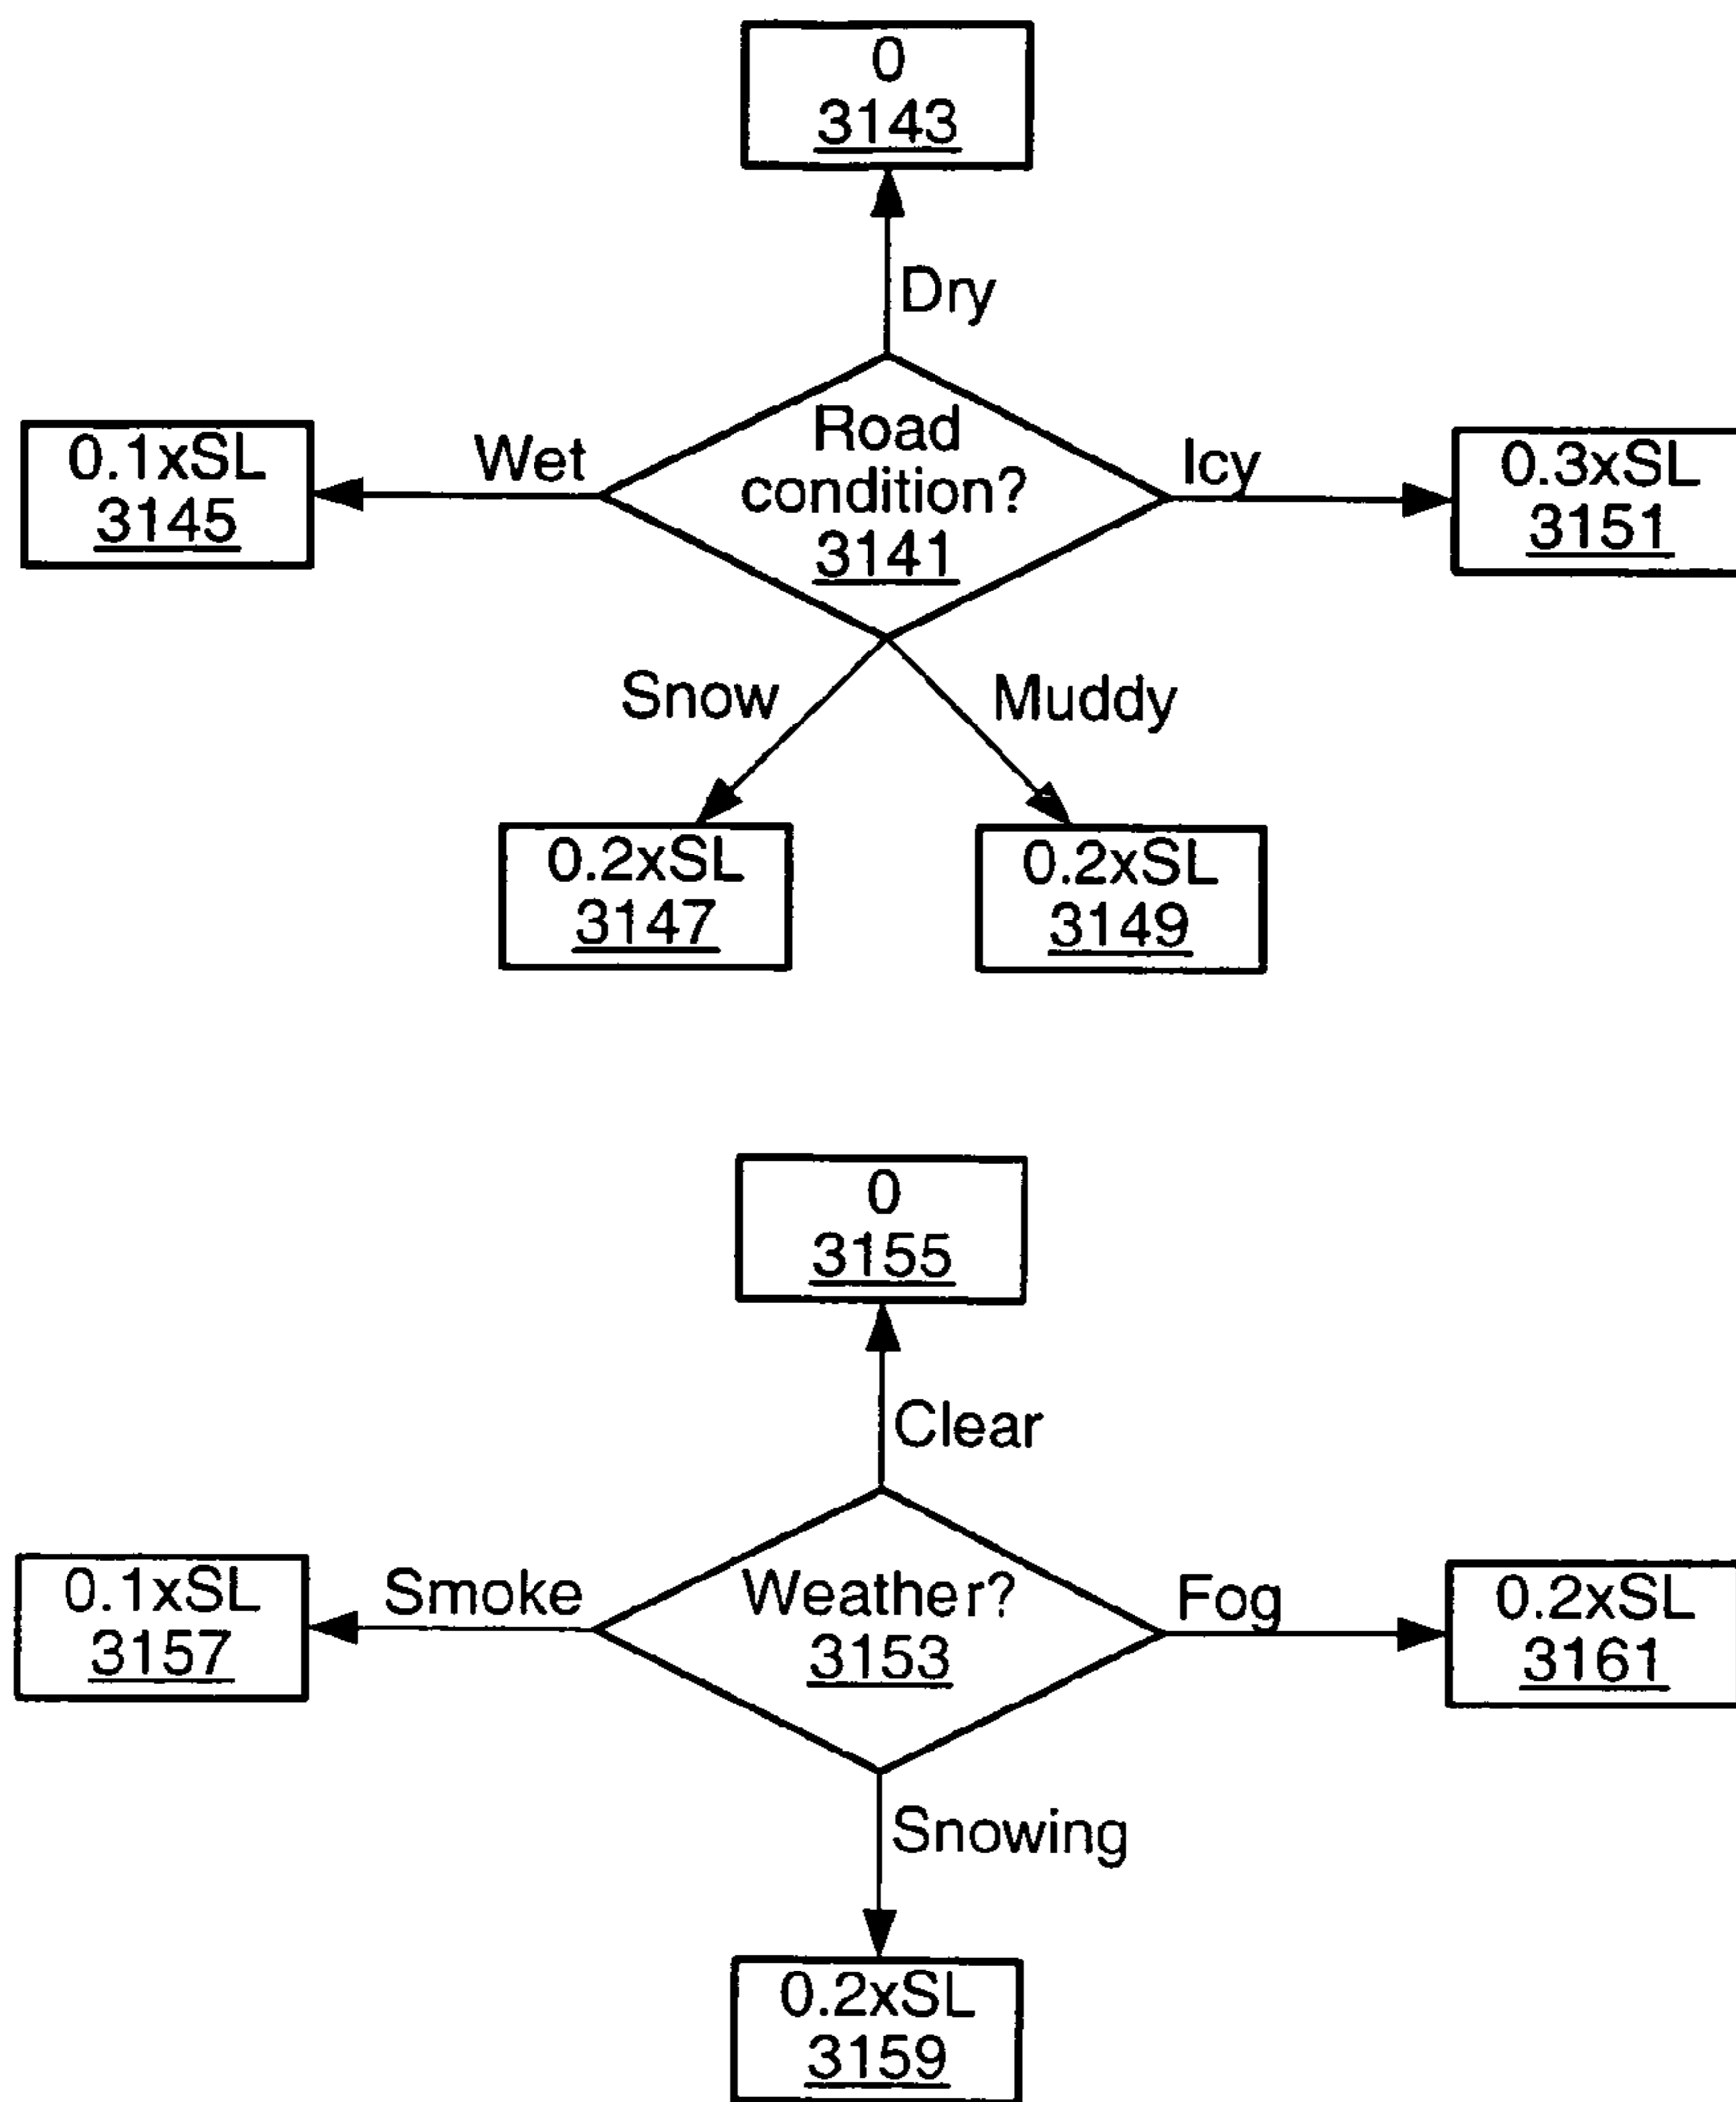 0
3143
Dry
Road
condition?
3141
Wet
0.1xSL
3145
Icy
0.3xSL
3151
Snow
Muddy
0.2xSL
3147
0.2xSL
3149
0
3155
Clear
Weather?
3153
Smoke
0.1xSL
3157
Fog
0.2xSL
3161
Snowing
0.2xSL
3159